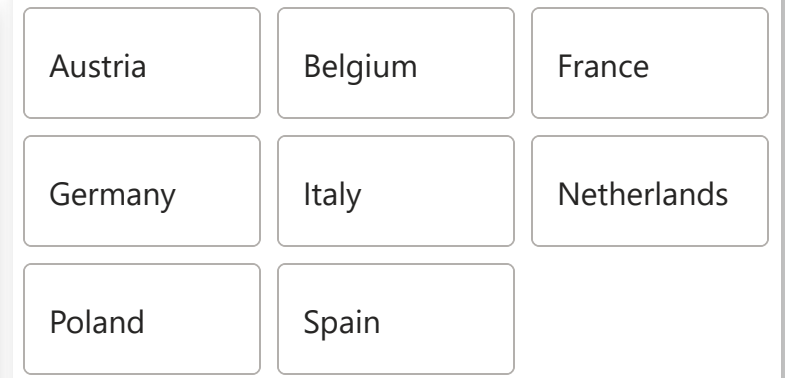 Austria
Belgium
France
Germany
Italy
Netherlands
Poland
Spain